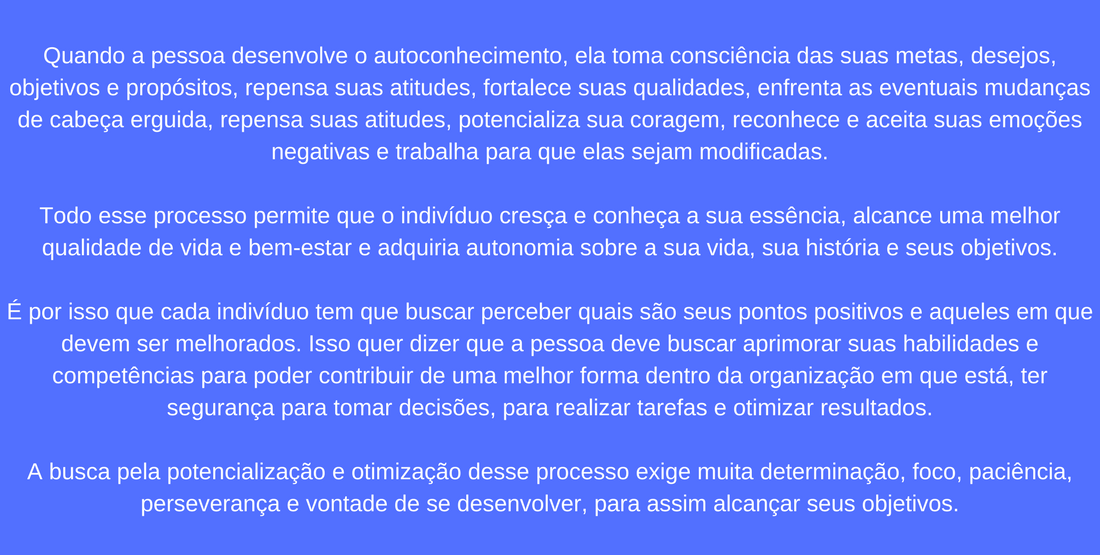 Quando a pessoa desenvolve o autoconhecimento, ela toma consciência das suas metas, desejos,
objetivos e propósitos, repensa suas atitudes, fortalece suas qualidades, enfrenta as eventuais mudanças
de cabeça erguida, repensa suas atitudes, potencializa sua coragem, reconhece e aceita suas emoções
negativas e trabalha para que elas sejam modificadas.
Todo esse processo permite que o indivíduo cresça e conheça a sua essência, alcance uma melhor
qualidade de vida e bem-estar e adquiria autonomia sobre a sua vida, sua história e seus objetivos.
É por isso que cada indivíduo tem que buscar perceber quais são seus pontos positivos e aqueles em que
devem ser melhorados. Isso quer dizer que a pessoa deve buscar aprimorar suas habilidades e
competências para poder contribuir de uma melhor forma dentro da organização em que está, ter
segurança para tomar decisões, para realizar tarefas e otimizar resultados.
A busca pela potencialização e otimização desse processo exige muita determinação, foco, paciência,
perseverança e vontade de se desenvolver, para assim alcançar seus objetivos.